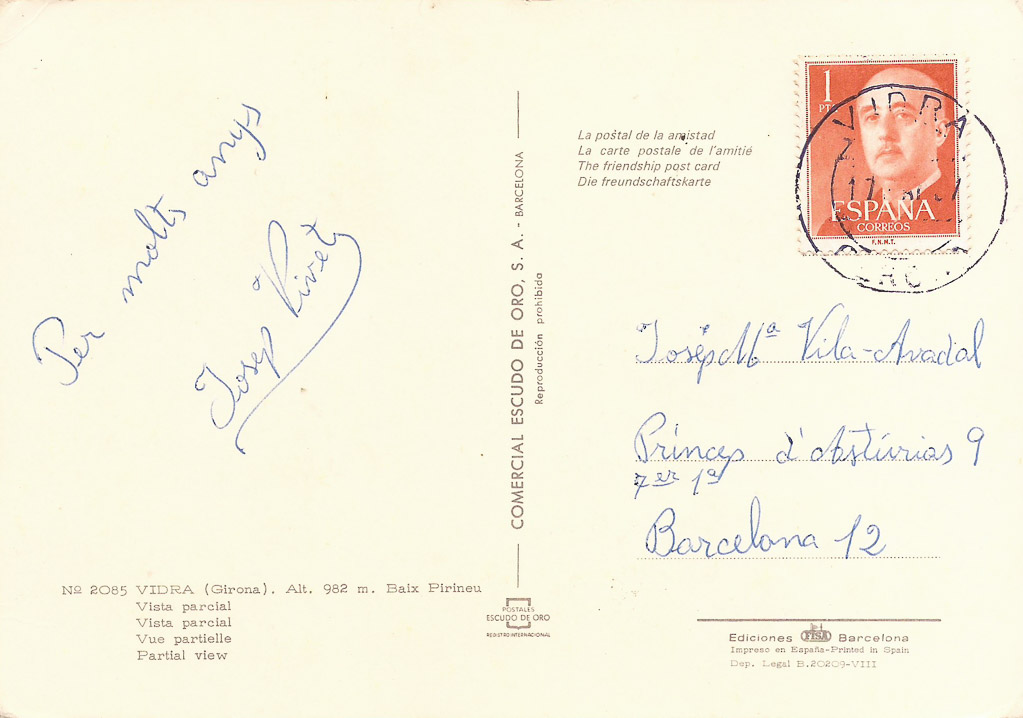 Per molts anys
Josep Vivet
Nº 2085 VIDRA (Girona). Alt. 982 m. Baix Pirineu
Vista parcial
Vista parcial
Vue partielle
Partial view
COMERCIAL ESCUDO DE ORO, S. A. - BARCELONA
Reproducción prohibida
POSTALES
ESCUDO DE ORO
REGISTRO INTERNACIONAL
La postal de la amistad
La carte postale de l'amitié
The friendship post card
Die freundschaftskarte
1
PTA
ESPAÑA
CORREOS
F.N.M.T.
VIDRA
Josép Mª Vila-Avadal
Princep d'Astúrias 9
7er 1ª
Barcelona 12
Ediciones FISA Barcelona
Impreso en España-Printed in Spain
Dep. Legal B.20209-VIII